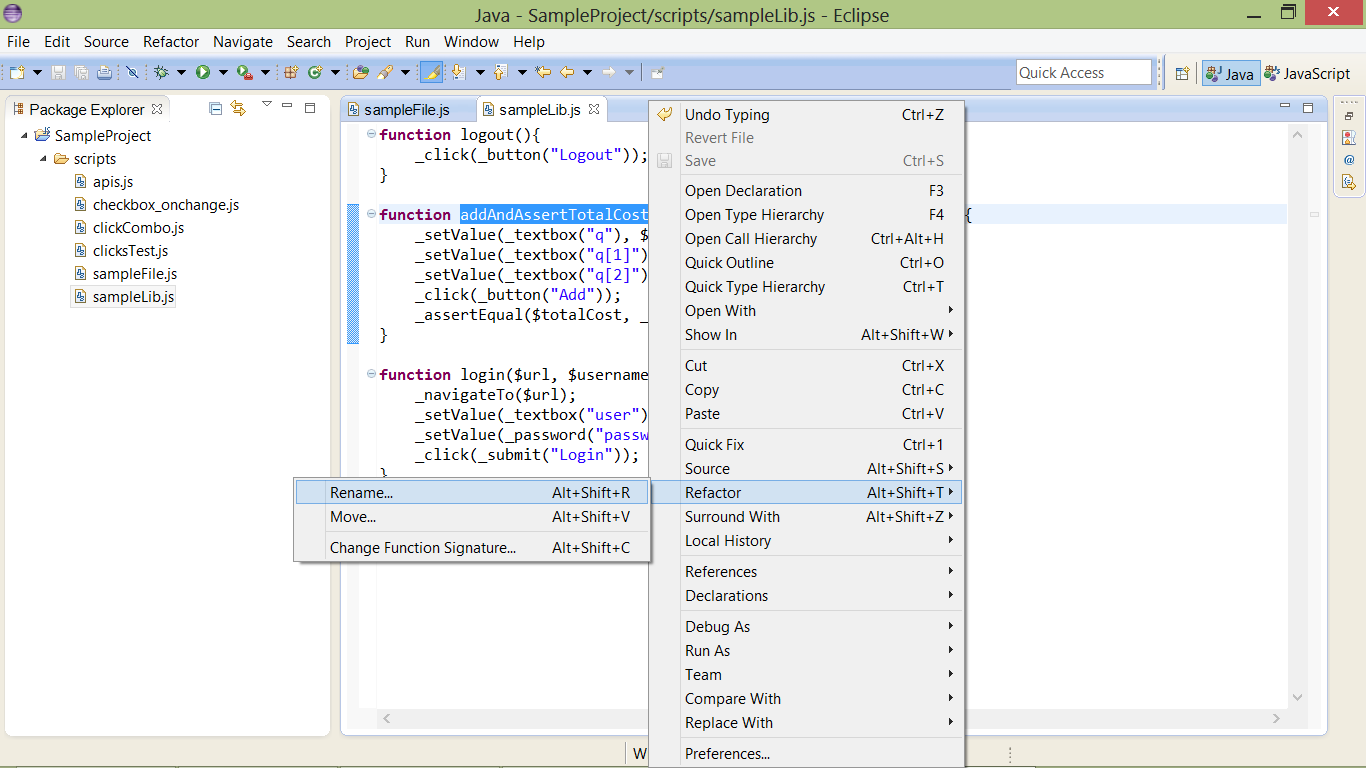 Java - SampleProject/scripts/sampleLib.js - Eclipse
File Edit Source Refactor Navigate Search Project Run Window Help
Quick Access
Java
JavaScript
Package Explorer
SampleProject
scripts
apis.js
checkbox_onchange.js
clickCombo.js
clicksTest.js
sampleFile.js
sampleLib.js
sampleFile.js
sampleLib.js
function logout(){
_click(_button("Logout"));
}
function addAndAssertTotalCost {
_setValue(_textbox("q"), $
_setValue(_textbox("q[1]")
_setValue(_textbox("q[2]")
_click(_button("Add"));
_assertEqual($totalCost, _
}
function login($url, $username
_navigateTo($url);
_setValue(_textbox("user")
_setValue(_password("passw
_click(_submit("Login"));
}
Undo Typing Ctrl+Z
Revert File
Save Ctrl+S
Open Declaration F3
Open Type Hierarchy F4
Open Call Hierarchy Ctrl+Alt+H
Quick Outline Ctrl+O
Quick Type Hierarchy Ctrl+T
Open With
Show In Alt+Shift+W
Cut Ctrl+X
Copy Ctrl+C
Paste Ctrl+V
Quick Fix Ctrl+1
Source Alt+Shift+S
Refactor Alt+Shift+T
Surround With Alt+Shift+Z
Local History
References
Declarations
Debug As
Run As
Team
Compare With
Replace With
Preferences...
Rename... Alt+Shift+R
Move... Alt+Shift+V
Change Function Signature... Alt+Shift+C
W